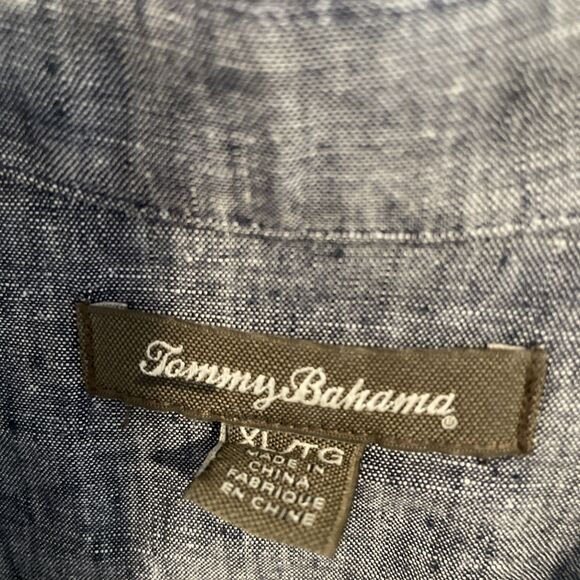 Tommy Bahama®
XL/TG
MADE IN
CHINA
FABRIQUE
EN CHINE